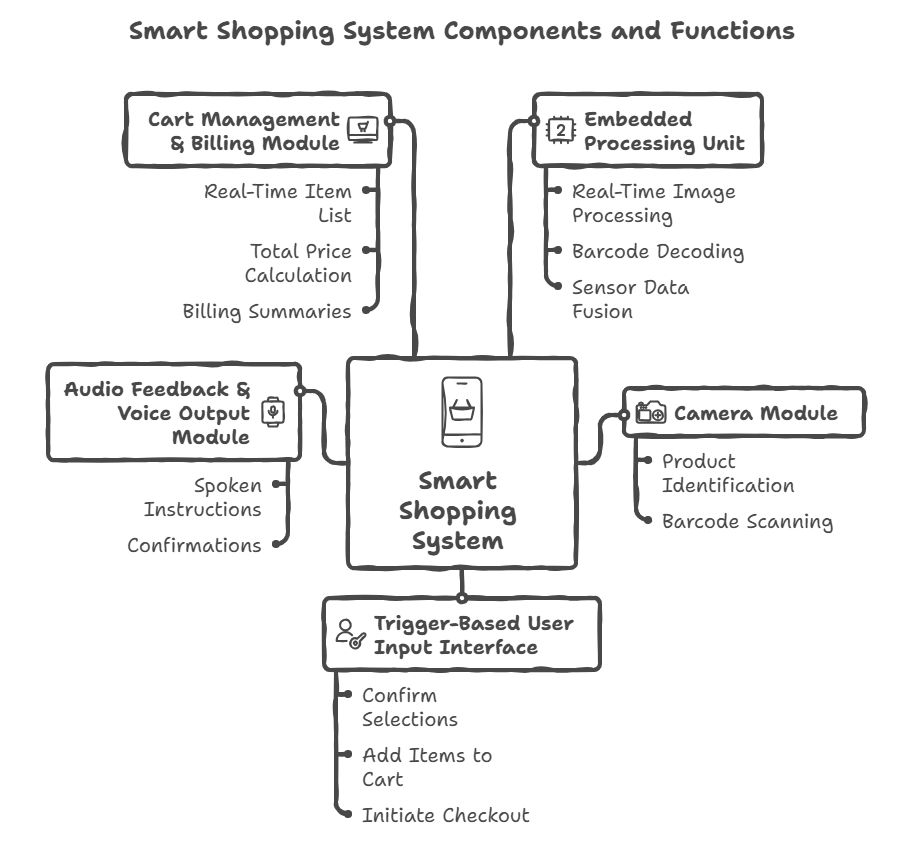 Smart Shopping System Components and Functions
Cart Management
& Billing Module
Real-Time Item
List
Total Price
Calculation
Billing Summaries
2
Embedded
Processing Unit
Real-Time Image
Processing
Barcode Decoding
Sensor Data
Fusion
Audio Feedback &
Voice Output
Module
Spoken
Instructions
Confirmations
Smart
Shopping
System
Camera Module
Product
Identification
Barcode Scanning
Trigger-Based User
Input Interface
Confirm
Selections
Add Items to
Cart
Initiate Checkout